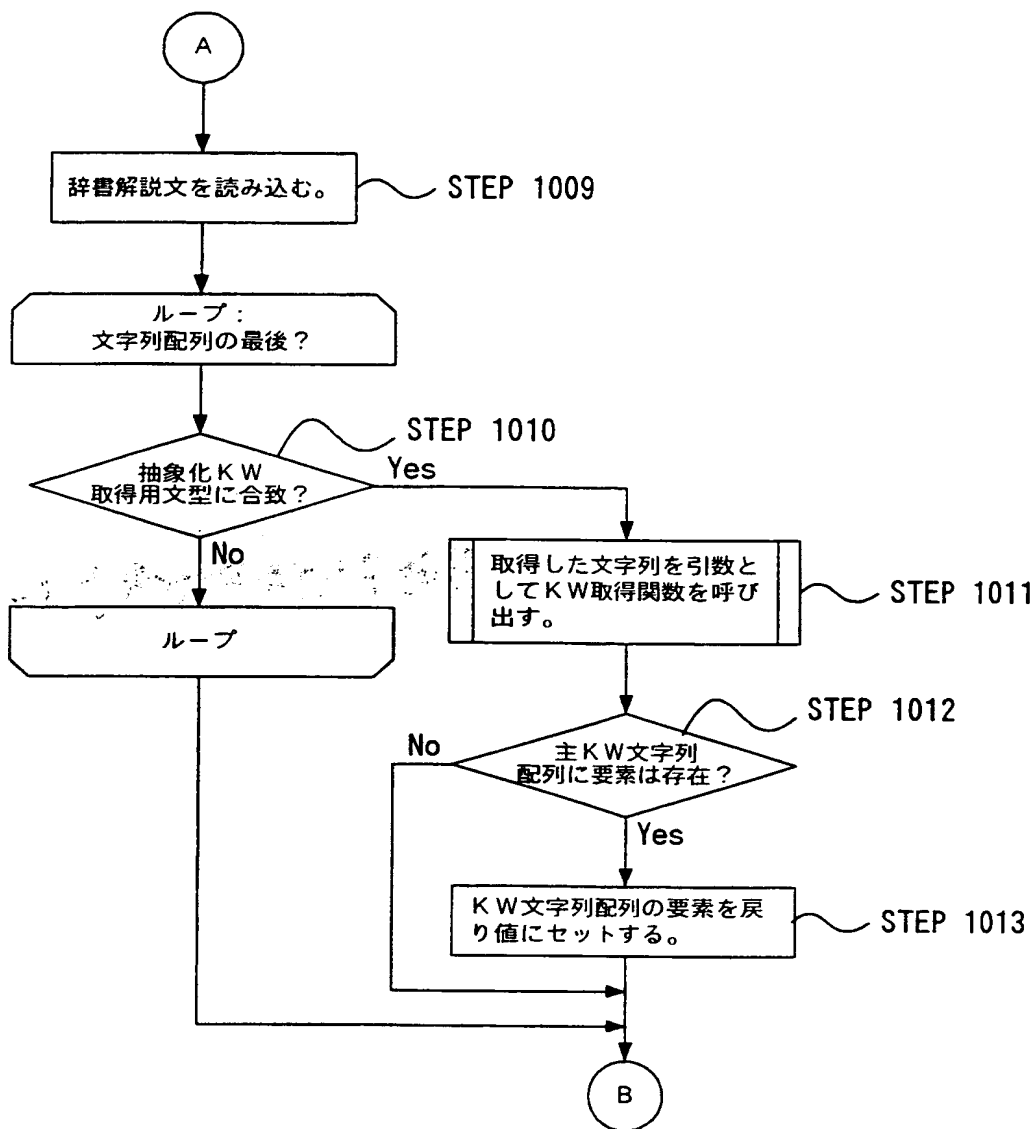 A
辞書解説文を読み込む。
STEP 1009
ループ:
文字列配列の最後?
STEP 1010
抽象化KW
取得用文型に合致?
Yes
No
取得した文字列を引数と
してKW取得関数を呼び
出す。
STEP 1011
ループ
STEP 1012
主KW文字列
配列に要素は存在?
No
Yes
KW文字列配列の要素を戻
り値にセットする。
STEP 1013
B